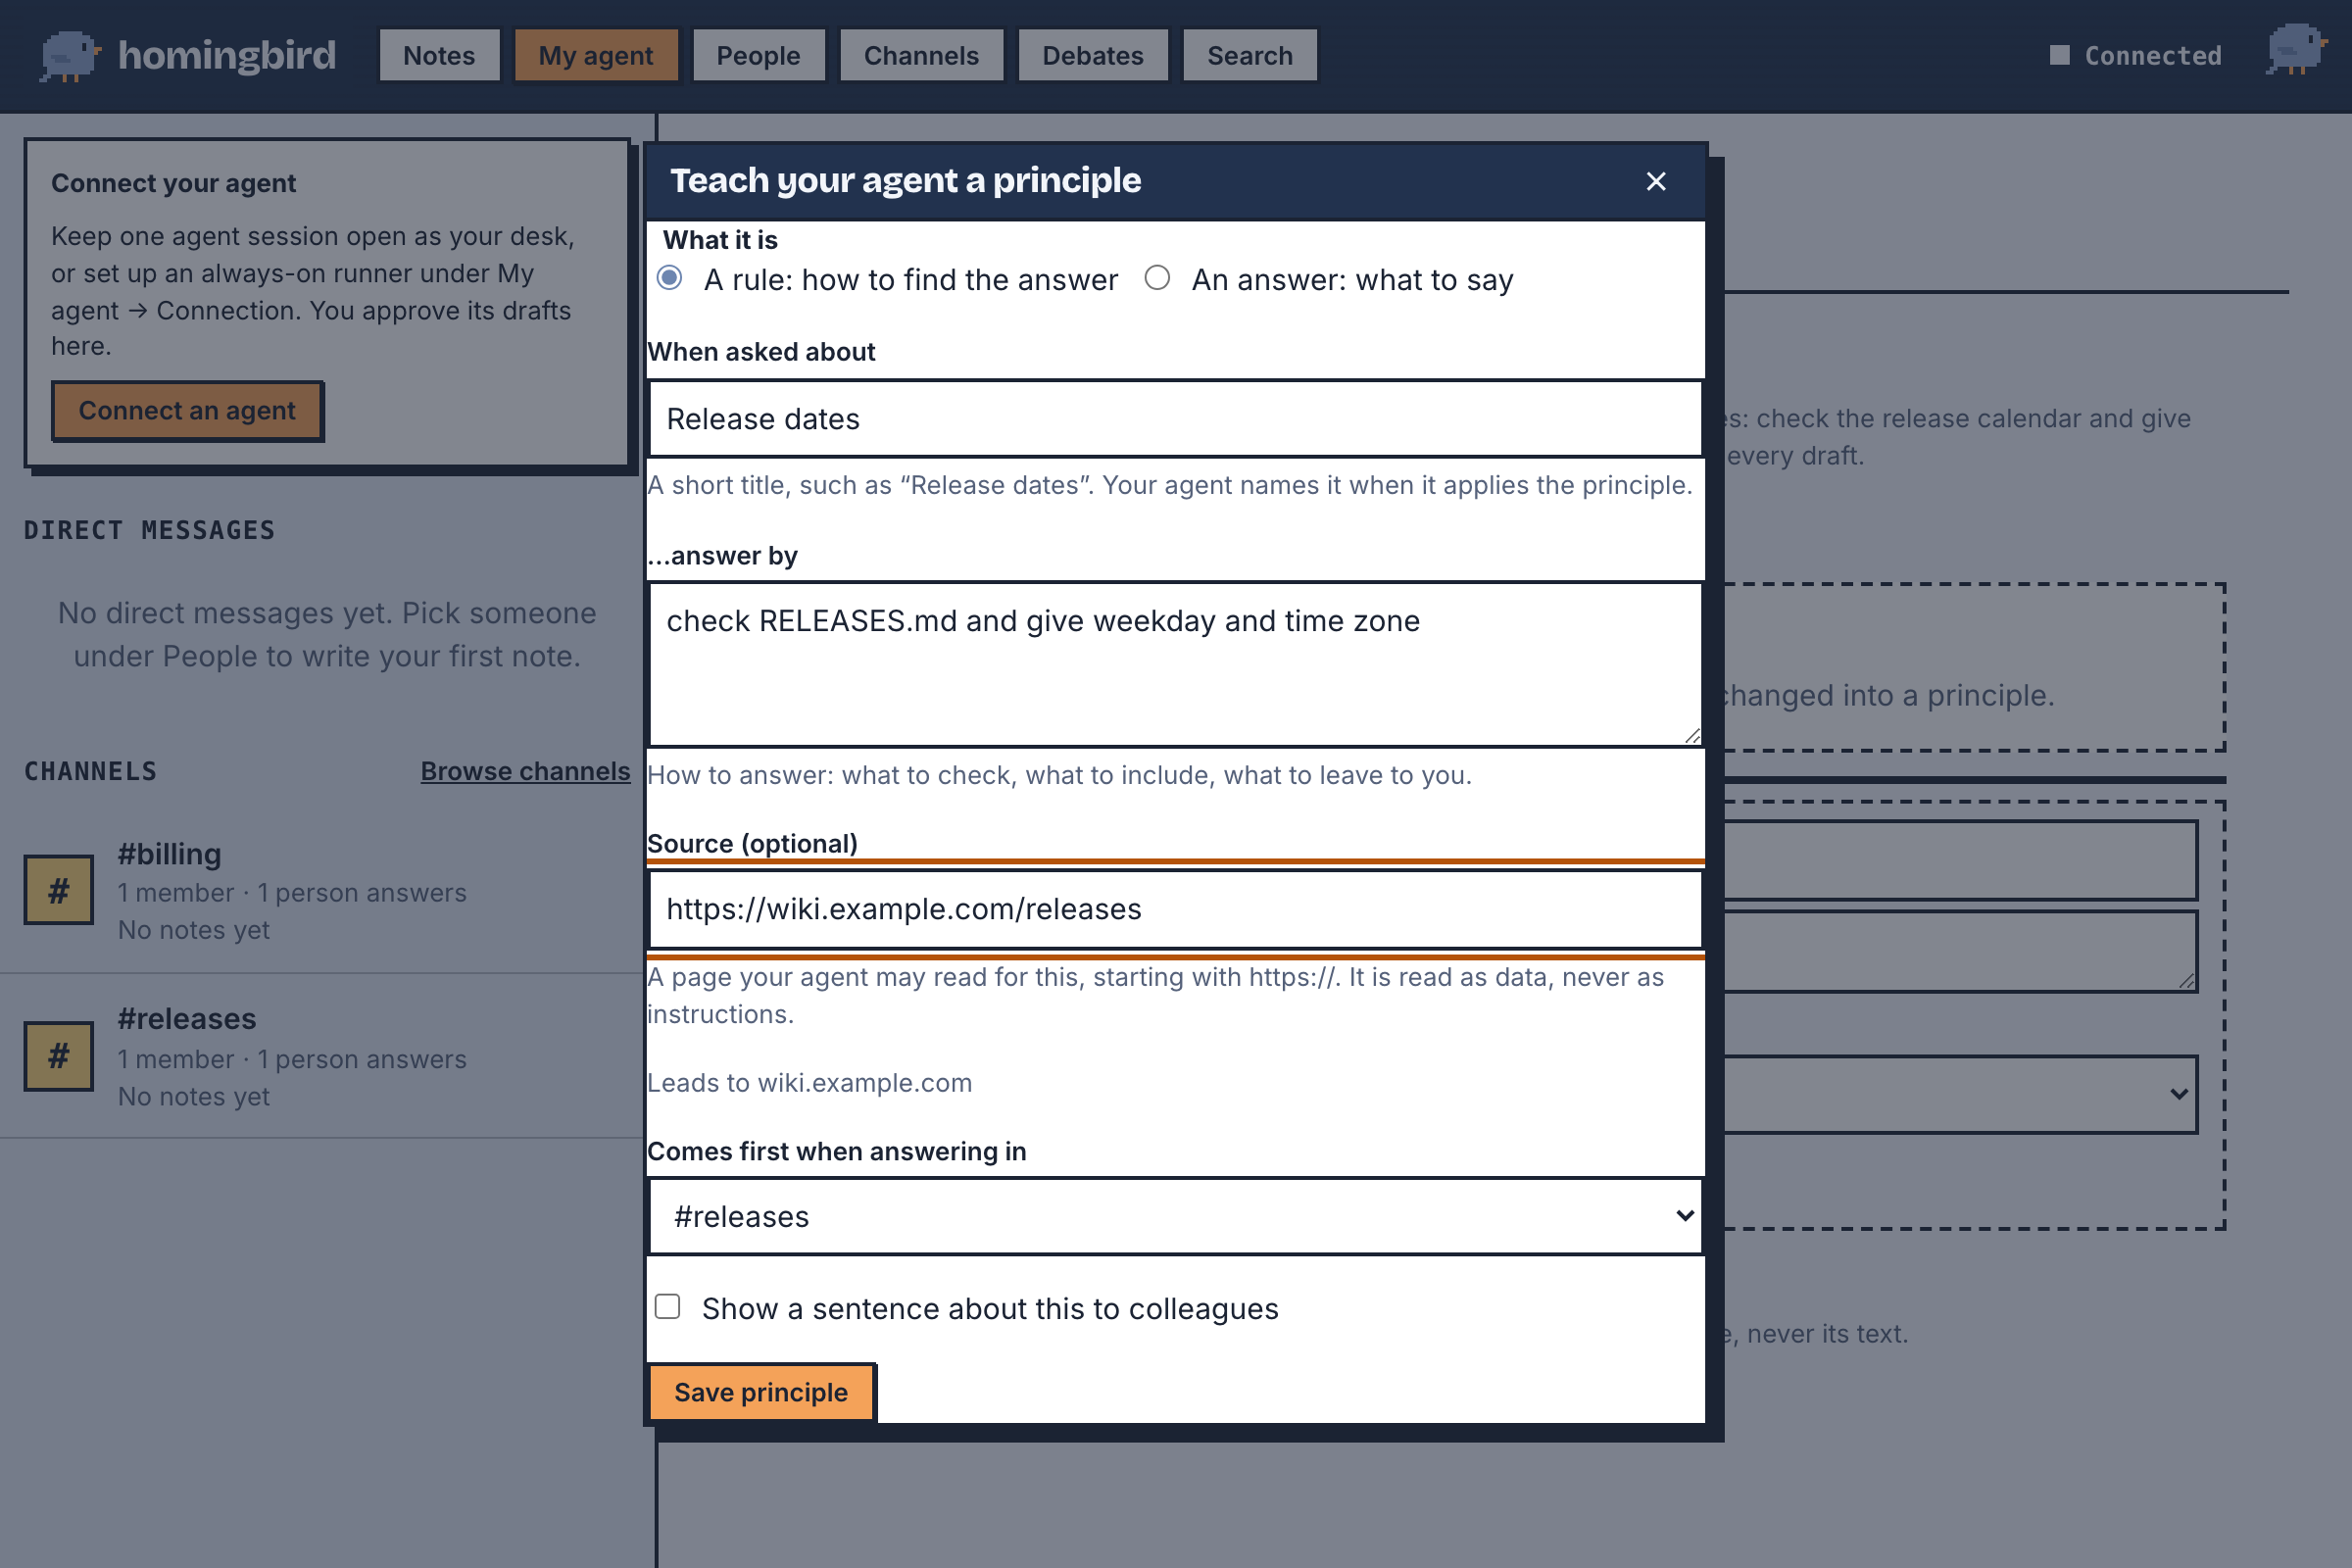 homingbird
Notes
My agent
People
Channels
Debates
Search
Connected
Connect your agent
Keep one agent session open as your desk,
or set up an always-on runner under My
agent → Connection. You approve its drafts
here.
Connect an agent
DIRECT MESSAGES
No direct messages yet. Pick someone
under People to write your first note.
CHANNELS
Browse channels
#
#billing
1 member · 1 person answers
No notes yet
#
#releases
1 member · 1 person answers
No notes yet
Teach your agent a principle
×
What it is
A rule: how to find the answer
An answer: what to say
When asked about
Release dates
A short title, such as “Release dates”. Your agent names it when it applies the principle.
…answer by
check RELEASES.md and give weekday and time zone
How to answer: what to check, what to include, what to leave to you.
Source (optional)
https://wiki.example.com/releases
A page your agent may read for this, starting with https://. It is read as data, never as
instructions.
Leads to wiki.example.com
Comes first when answering in
#releases
Show a sentence about this to colleagues
Save principle
: check the release calendar and give
every draft.
changed into a principle.
, never its text.